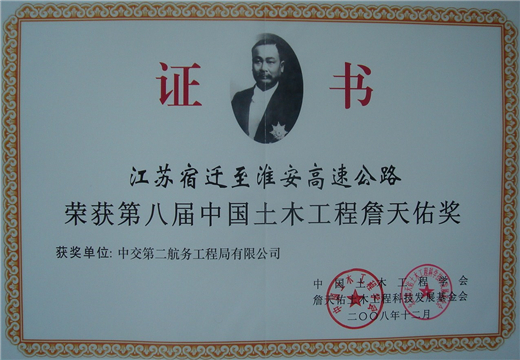 证书
江苏宿迁至淮安高速公路
荣获第八届中国土木工程詹天佑奖
获奖单位:中交第二航务工程局有限公司
中国土木工程学会
詹天佑土木工程科技发展基金会
二〇〇八年十二月